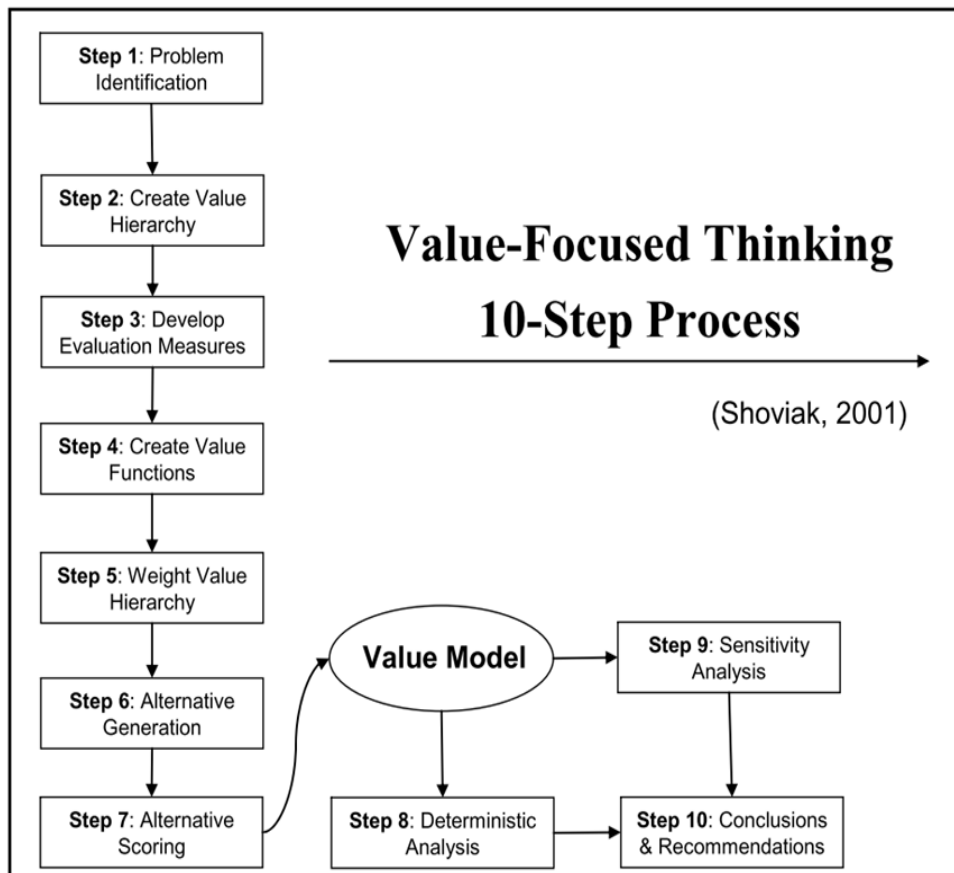 Step 1: Problem
Identification
Step 2: Create Value
Hierarchy
Step 3: Develop
Evaluation Measures
Step 4: Create Value
Functions
Step 5: Weight Value
Hierarchy
Step 6: Alternative
Generation
Step 7: Alternative
Scoring
Value-Focused Thinking
10-Step Process
(Shoviak, 2001)
Value Model
Step 8: Deterministic
Analysis
Step 9: Sensitivity
Analysis
Step 10: Conclusions
& Recommendations